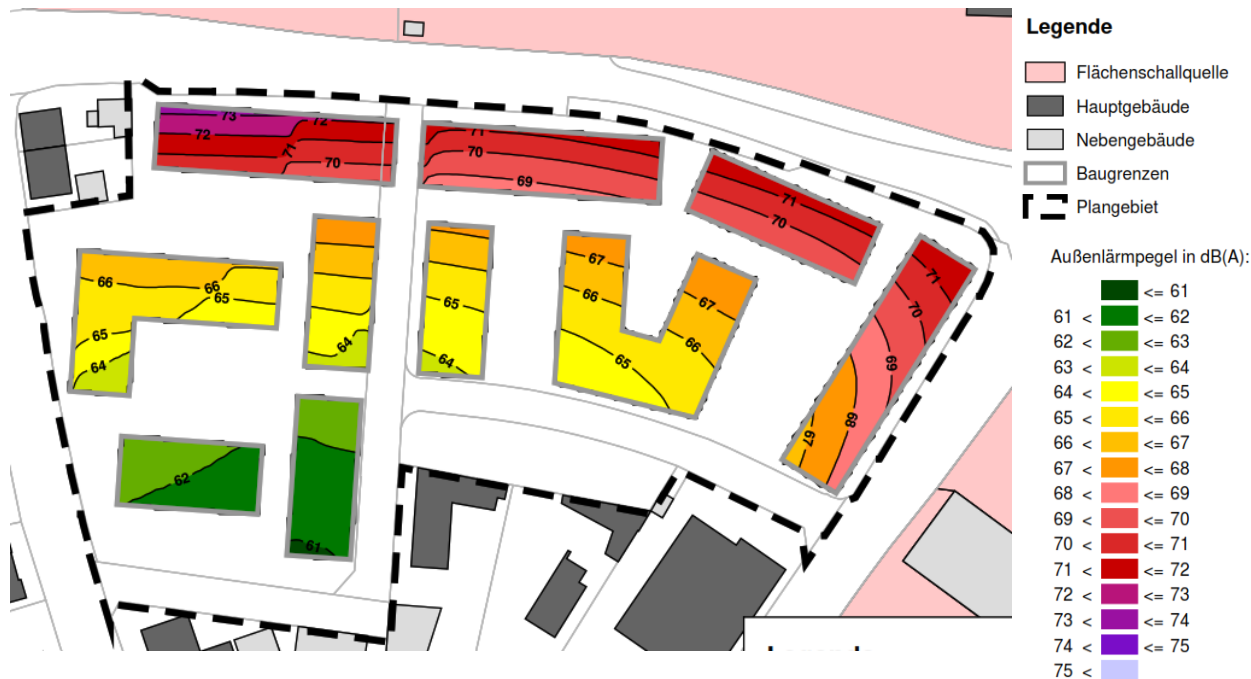 73
72
72
71
70
71
70
69
71
70
71
70
69
68
67
66
66
65
65
64
64
65
64
67
66
65
67
66
62
61
Legende
Flächenschallquelle
Hauptgebäude
Nebengebäude
Baugrenzen
Plangebiet
Außenlärmpegel in dB(A):
<= 61
61 < <= 62
62 < <= 63
63 < <= 64
64 < <= 65
65 < <= 66
66 < <= 67
67 < <= 68
68 < <= 69
69 < <= 70
70 < <= 71
71 < <= 72
72 < <= 73
73 < <= 74
74 < <= 75
75 <